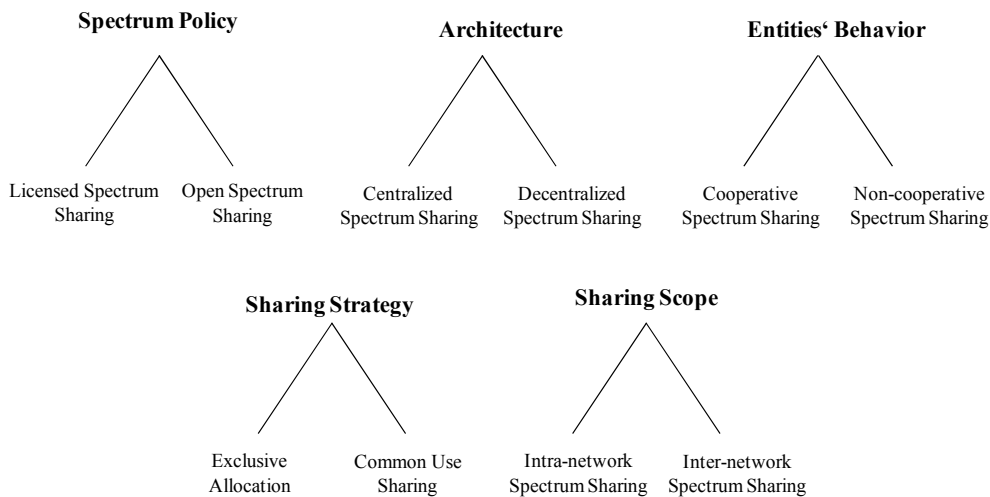 Spectrum Policy
Licensed Spectrum
Sharing
Open Spectrum
Sharing
Architecture
Centralized
Spectrum Sharing
Decentralized
Spectrum Sharing
Entities‘ Behavior
Cooperative
Spectrum Sharing
Non-cooperative
Spectrum Sharing
Sharing Strategy
Exclusive
Allocation
Common Use
Sharing
Sharing Scope
Intra-network
Spectrum Sharing
Inter-network
Spectrum Sharing